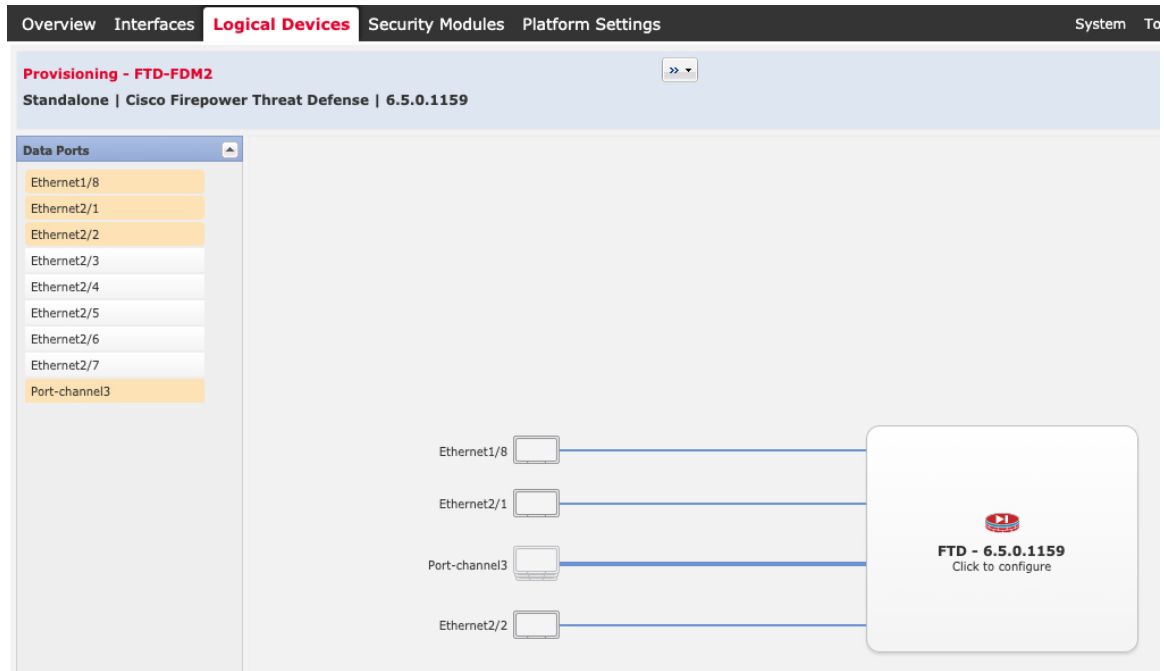 Overview Interfaces Logical Devices Security Modules Platform Settings System To
Provisioning - FTD-FDM2
Standalone | Cisco Firepower Threat Defense | 6.5.0.1159
Data Ports
Ethernet1/8
Ethernet2/1
Ethernet2/2
Ethernet2/3
Ethernet2/4
Ethernet2/5
Ethernet2/6
Ethernet2/7
Port-channel3
Ethernet1/8
Ethernet2/1
Port-channel3
Ethernet2/2
FTD - 6.5.0.1159
Click to configure